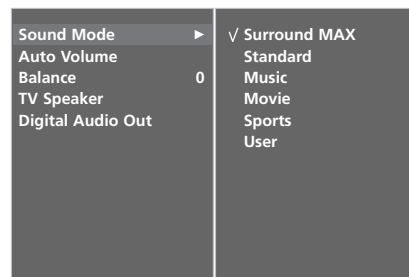 Sound Mode ►
Auto Volume
Balance 0
TV Speaker
Digital Audio Out
√ Surround MAX
Standard
Music
Movie
Sports
User